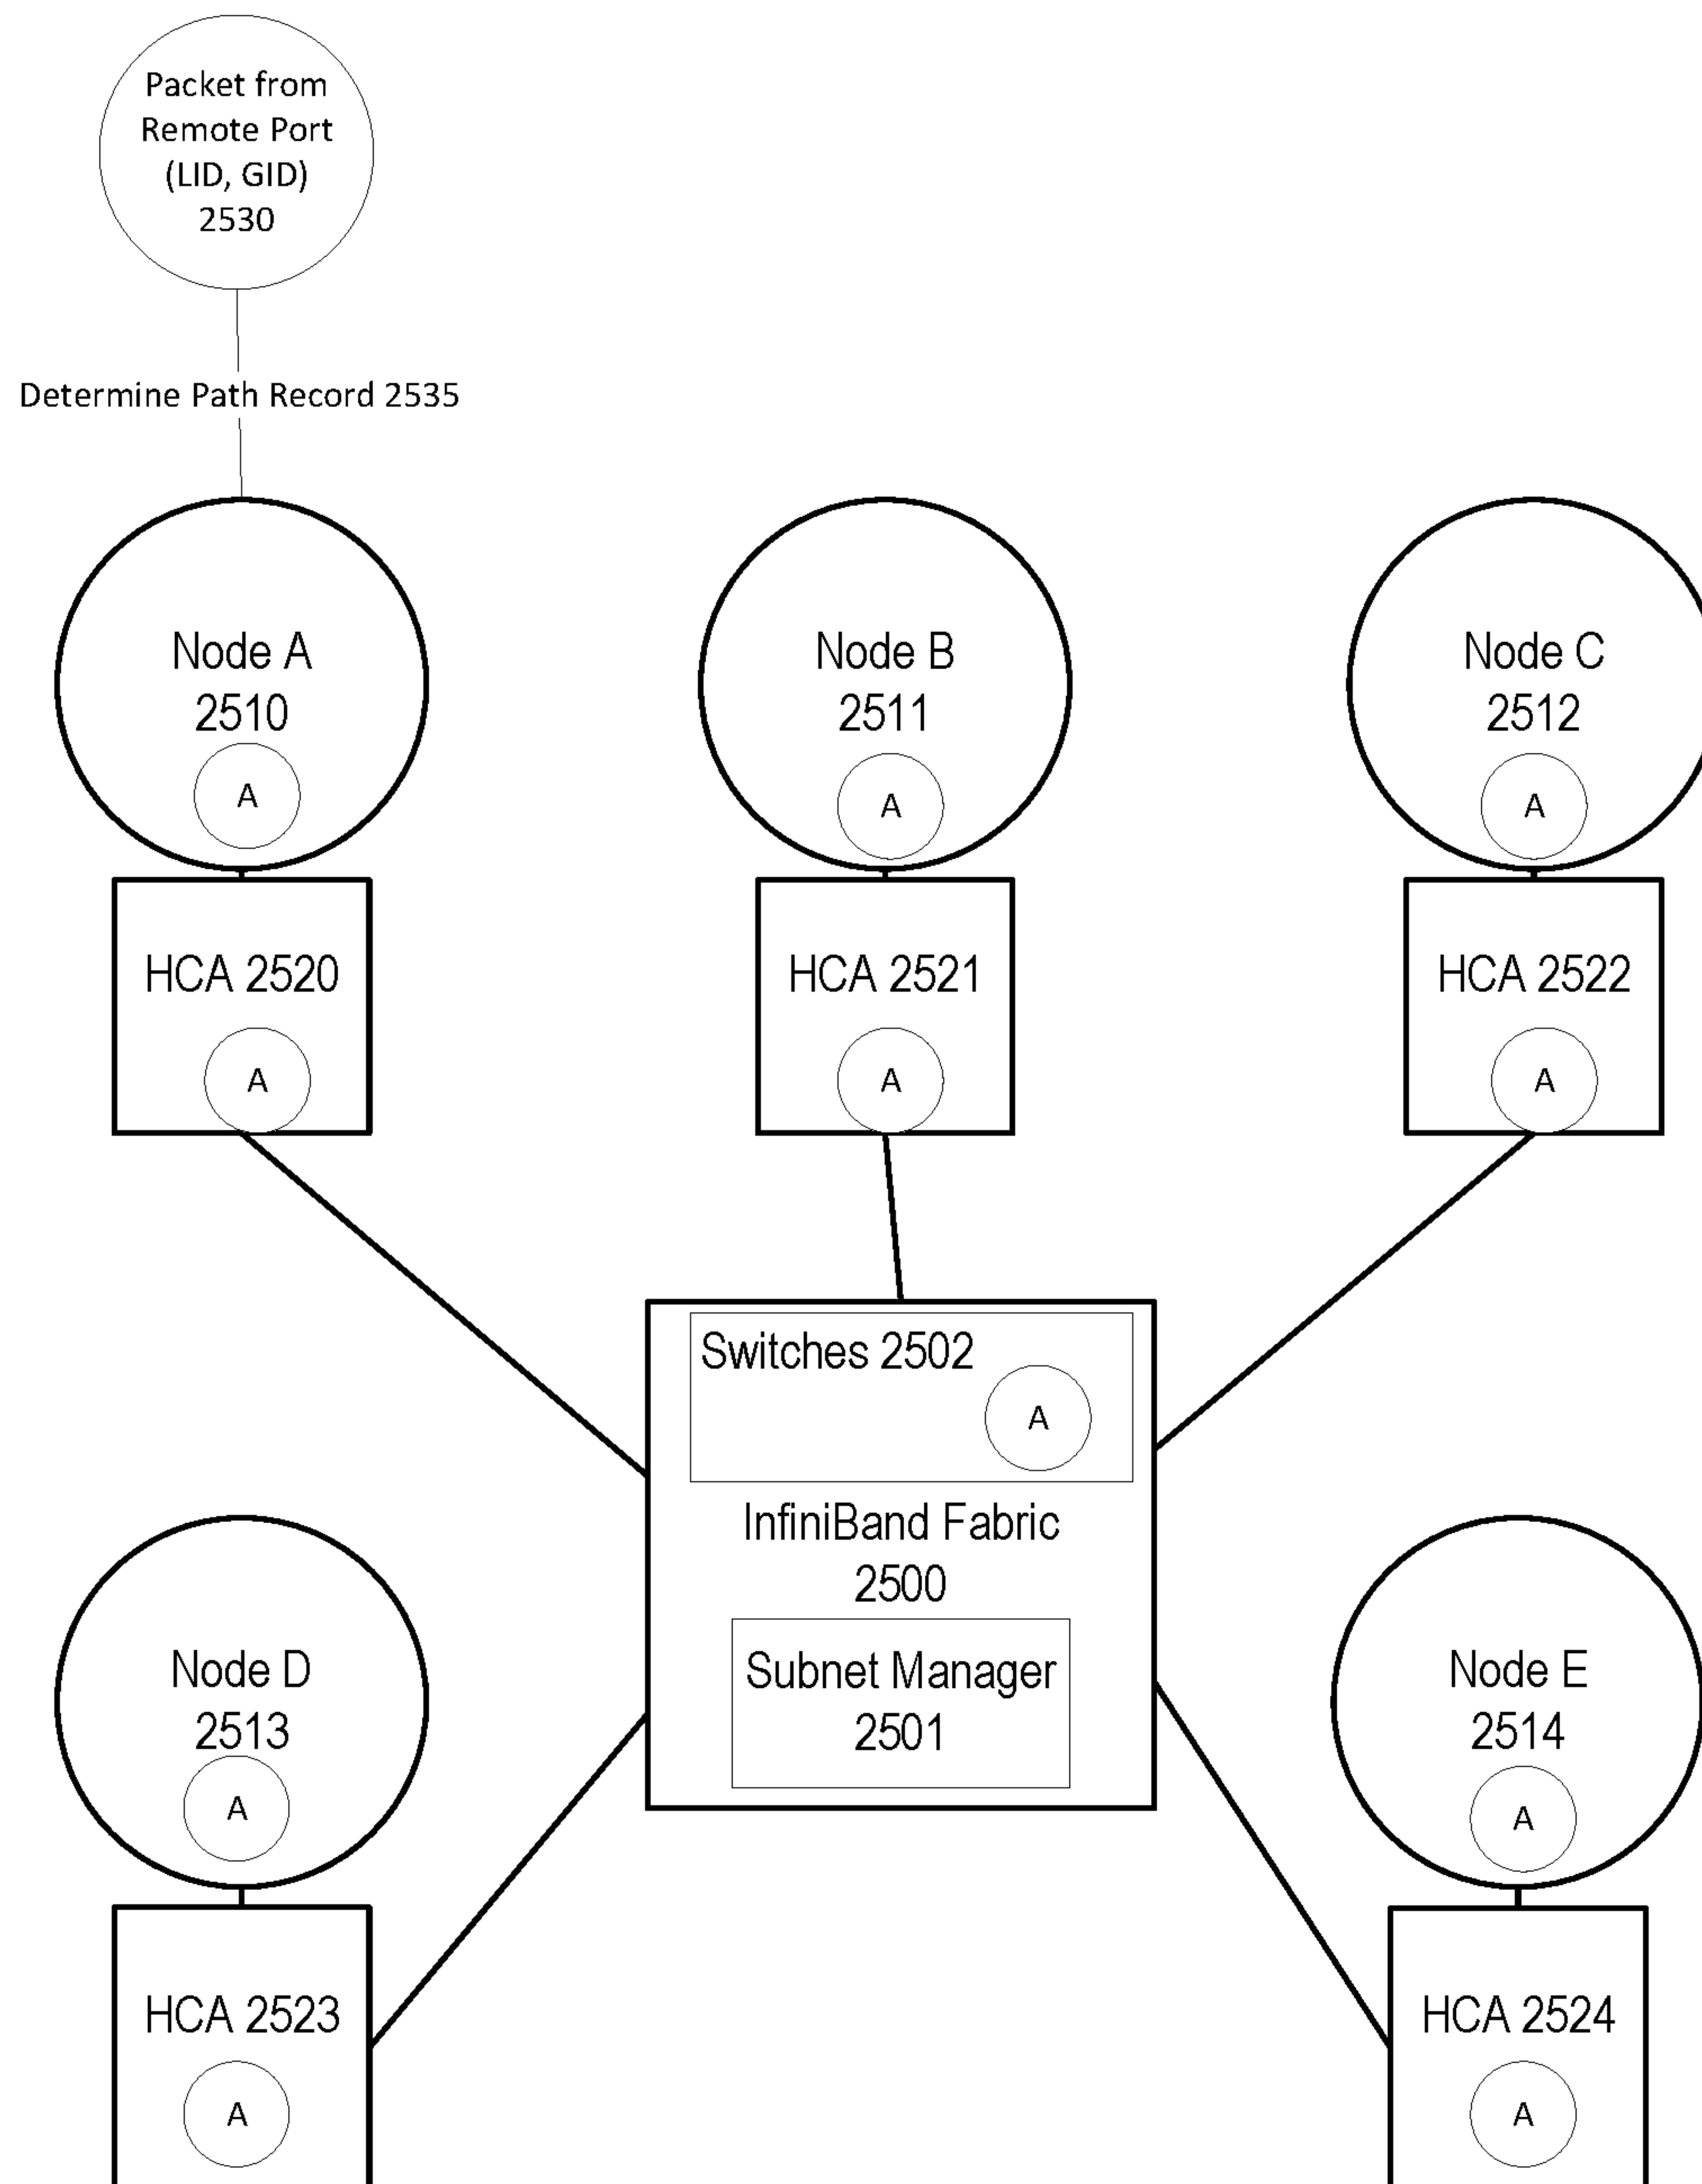 Packet from
Remote Port
(LID, GID)
2530
Determine Path Record 2535
Node A
2510
A
Node B
2511
A
Node C
2512
A
HCA 2520
A
HCA 2521
A
HCA 2522
A
Switches 2502
A
InfiniBand Fabric
2500
Subnet Manager
2501
Node D
2513
A
Node E
2514
A
HCA 2523
A
HCA 2524
A